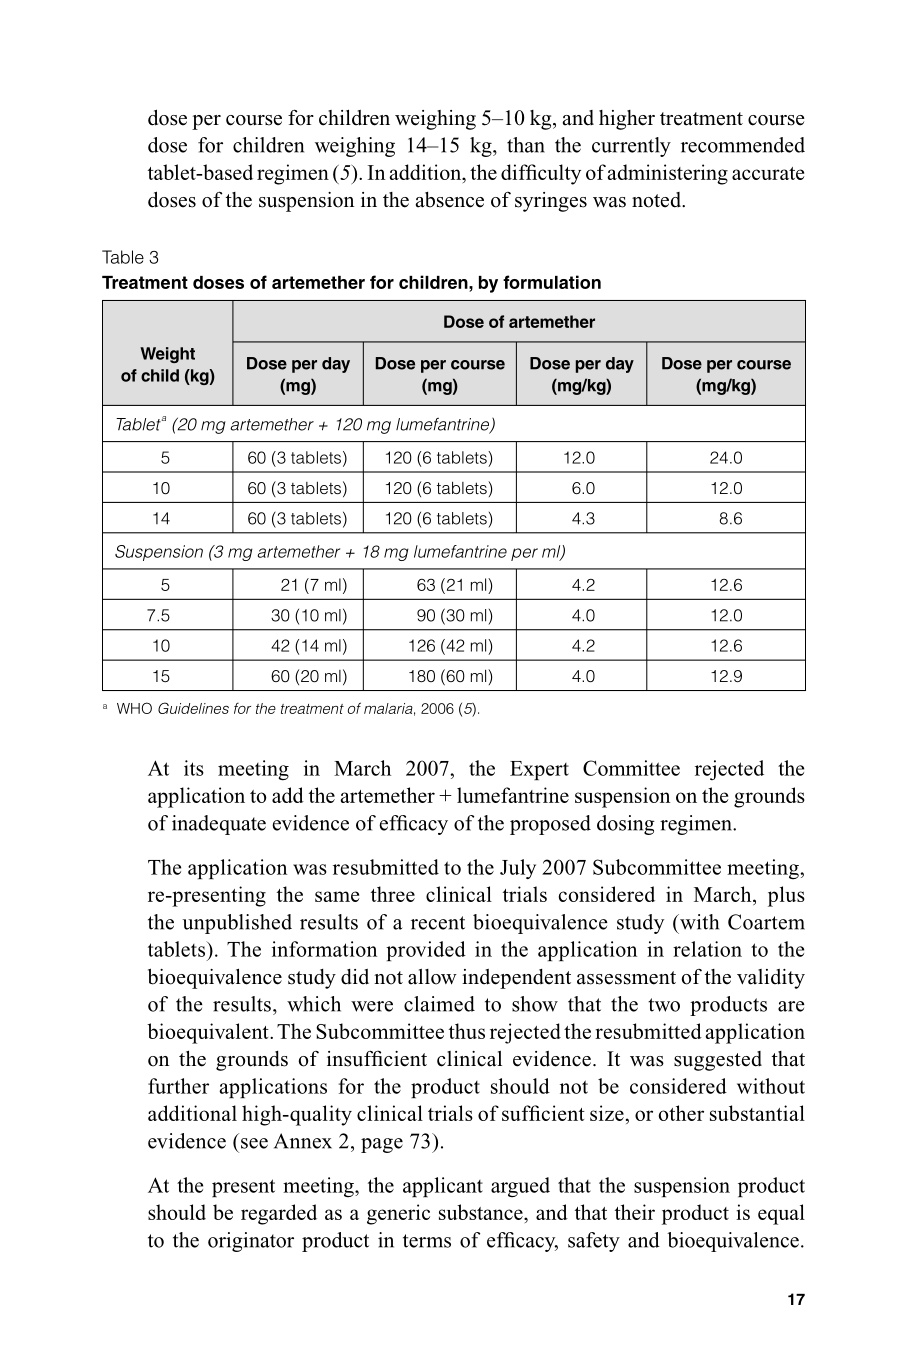 dose per course for children weighing 5–10 kg, and higher treatment course
dose for children weighing 14–15 kg, than the currently recommended
tablet-based regimen (5). In addition, the difficulty of administering accurate
doses of the suspension in the absence of syringes was noted.
Table 3
Treatment doses of artemether for children, by formulation
Weight of child (kg)
Dose of artemether
Dose per day (mg) Dose per course (mg) Dose per day (mg/kg) Dose per course (mg/kg)
Tablet a (20 mg artemether + 120 mg lumefantrine)
5 60 (3 tablets) 120 (6 tablets) 12.0 24.0
10 60 (3 tablets) 120 (6 tablets) 6.0 12.0
14 60 (3 tablets) 120 (6 tablets) 4.3 8.6
Suspension (3 mg artemether + 18 mg lumefantrine per ml)
5 21 (7 ml) 63 (21 ml) 4.2 12.6
7.5 30 (10 ml) 90 (30 ml) 4.0 12.0
10 42 (14 ml) 126 (42 ml) 4.2 12.6
15 60 (20 ml) 180 (60 ml) 4.0 12.9
a WHO Guidelines for the treatment of malaria, 2006 (5).
At its meeting in March 2007, the Expert Committee rejected the
application to add the artemether + lumefantrine suspension on the grounds
of inadequate evidence of efficacy of the proposed dosing regimen.
The application was resubmitted to the July 2007 Subcommittee meeting,
re-presenting the same three clinical trials considered in March, plus
the unpublished results of a recent bioequivalence study (with Coartem
tablets). The information provided in the application in relation to the
bioequivalence study did not allow independent assessment of the validity
of the results, which were claimed to show that the two products are
bioequivalent. The Subcommittee thus rejected the resubmitted application
on the grounds of insufficient clinical evidence. It was suggested that
further applications for the product should not be considered without
additional high-quality clinical trials of sufficient size, or other substantial
evidence (see Annex 2, page 73).
At the present meeting, the applicant argued that the suspension product
should be regarded as a generic substance, and that their product is equal
to the originator product in terms of efficacy, safety and bioequivalence.
17